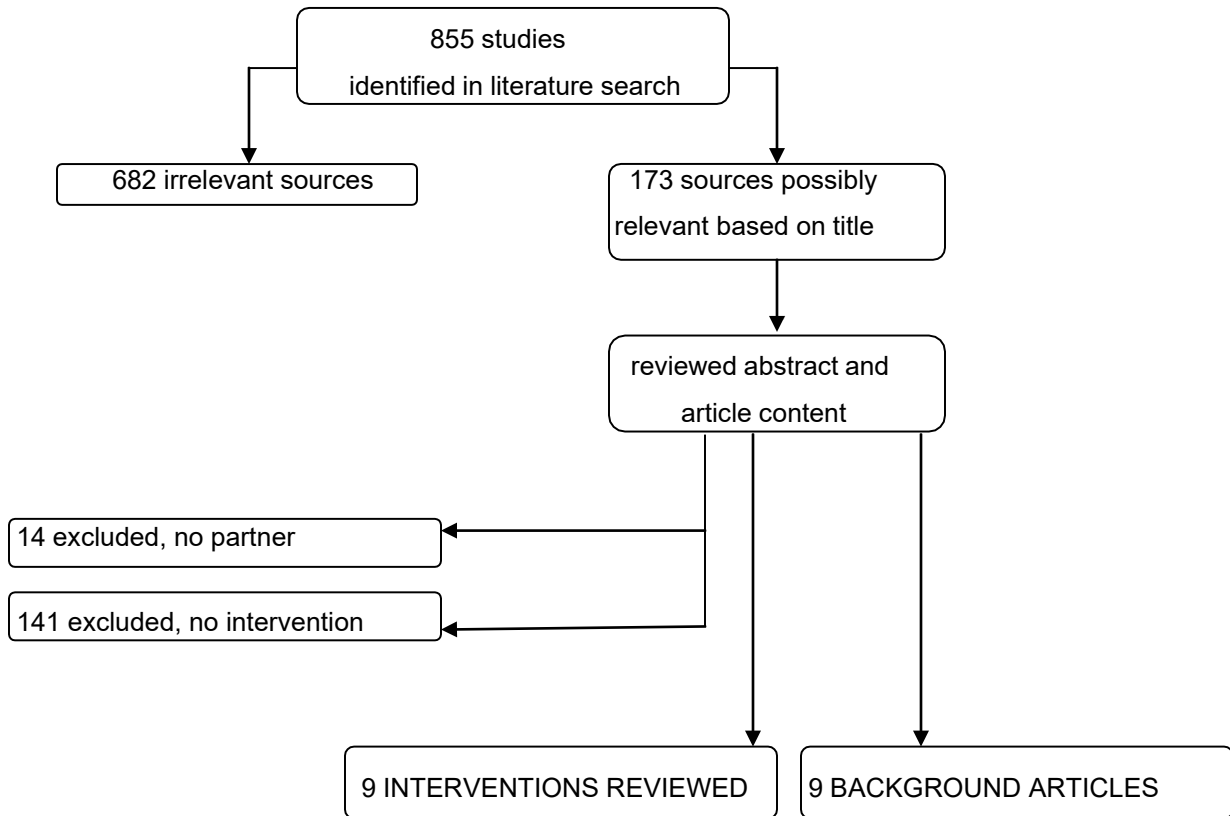 855 studies
identified in literature search
682 irrelevant sources
173 sources possibly
relevant based on title
reviewed abstract and
article content
14 excluded, no partner
141 excluded, no intervention
9 INTERVENTIONS REVIEWED
9 BACKGROUND ARTICLES